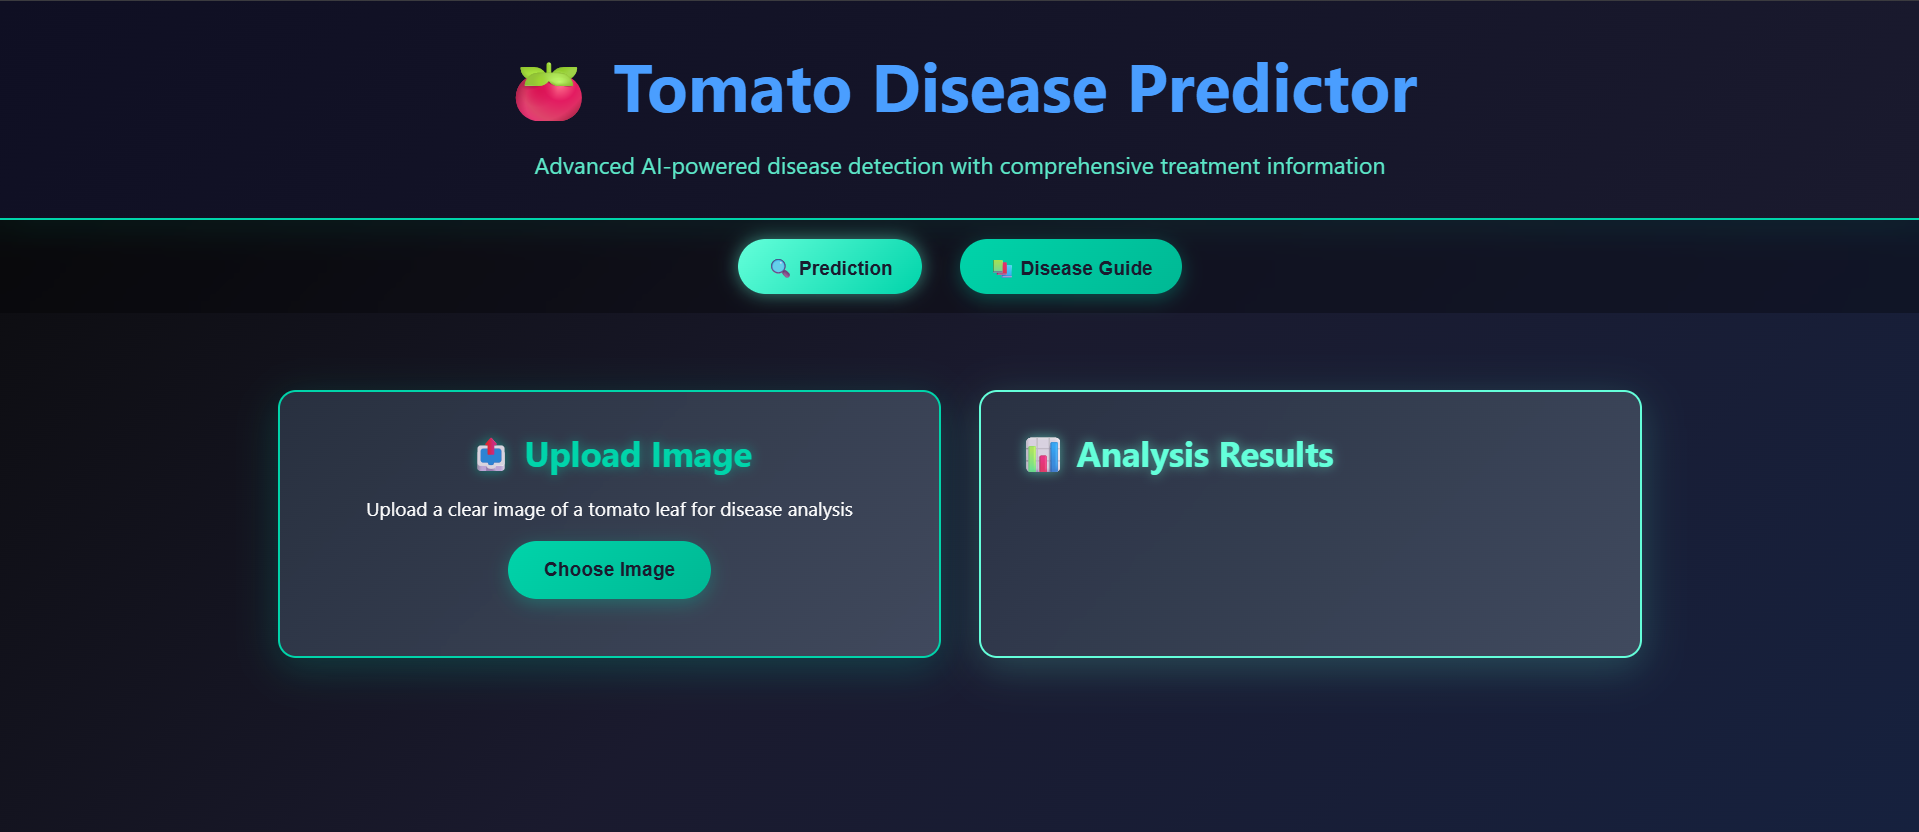 Tomato Disease Predictor
Advanced AI-powered disease detection with comprehensive treatment information
Prediction
Disease Guide
Upload Image
Upload a clear image of a tomato leaf for disease analysis
Choose Image
Analysis Results